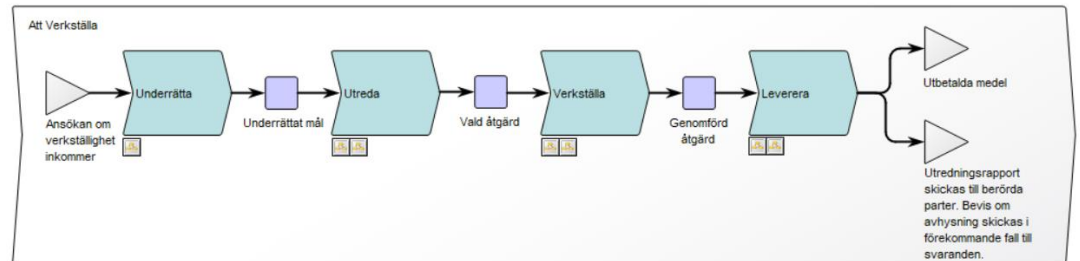 Att Verkställa
Ansökan om
verkställighet
inkommer
Underrätta
Underrättat mål
Utreda
Vald åtgärd
Verkställa
Genomförd
åtgärd
Leverera
Utbetalda medel
Utredningsrapport
skickas till berörda
parter. Bevis om
avhysning skickas i
förekommande fall till
svaranden.